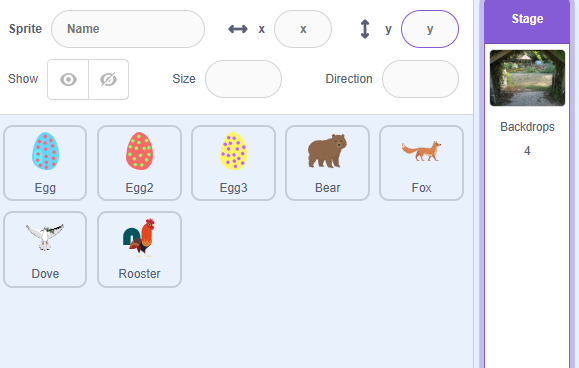 Sprite Name x x y y
Show Size Direction
Egg Egg2 Egg3 Bear Fox
Dove Rooster
Stage
Backdrops
4